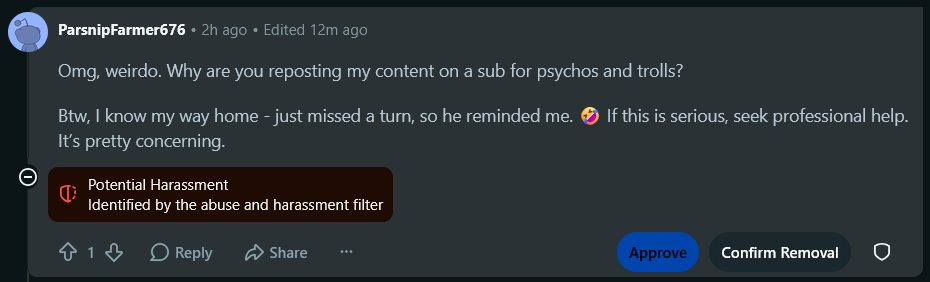 ParsnipFarmer676 • 2h ago • Edited 12m ago
Omg, weirdo. Why are you reposting my content on a sub for psychos and trolls?
Btw, I know my way home - just missed a turn, so he reminded me. 🤣 If this is serious, seek professional help.
It’s pretty concerning.
Potential Harassment
Identified by the abuse and harassment filter
1 Reply Share ··· Approve Confirm Removal